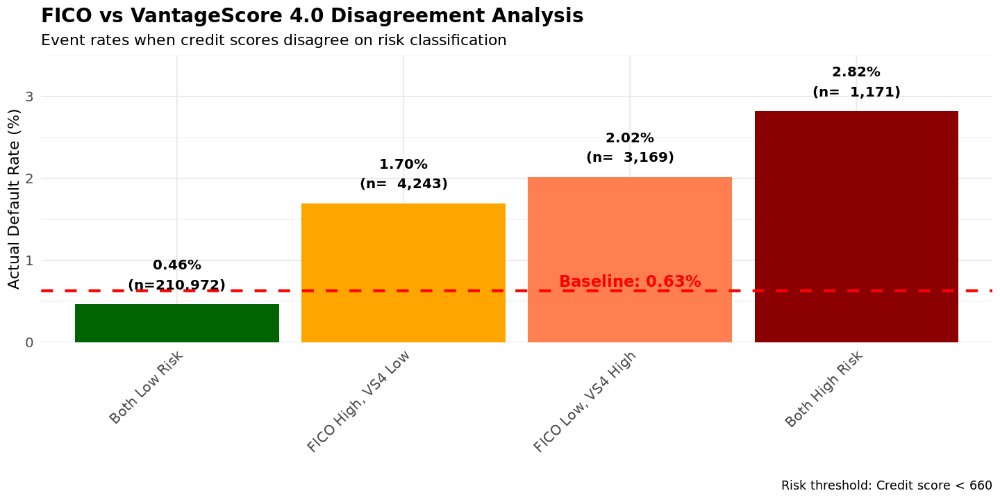 FICO vs VantageScore 4.0 Disagreement Analysis
Event rates when credit scores disagree on risk classification
Actual Default Rate (%)
3
2
1
0
0.46%
(n=210,972)
1.70%
(n=  4,243)
2.02%
(n=  3,169)
2.82%
(n=  1,171)
Baseline: 0.63%
Both Low Risk
FICO High, VS4 Low
FICO Low, VS4 High
Both High Risk
Risk threshold: Credit score < 660